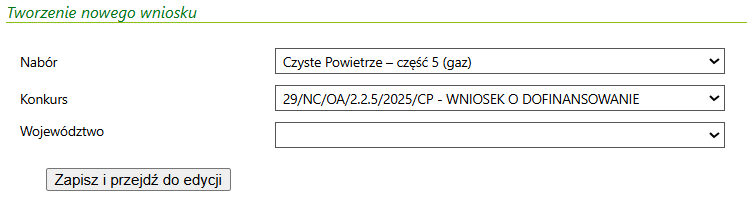 Tworzenie nowego wniosku
Nabór
Czyste Powietrze – część 5 (gaz)
Konkurs
29/NC/OA/2.2.5/2025/CP - WNIOSEK O DOFINANSOWANIE
Województwo
Zapisz i przejdź do edycji